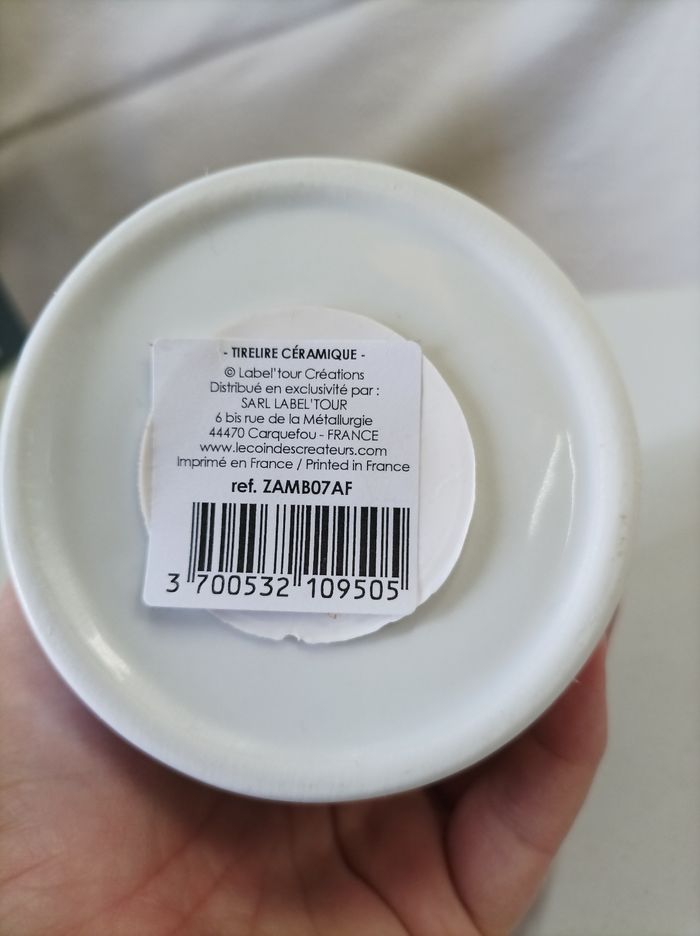 - TIRELIRE CÉRAMIQUE -
© Label'tour Créations
Distribué en exclusivité par :
SARL LABEL'TOUR
6 bis rue de la Métallurgie
44470 Carquefou - FRANCE
www.lecoindescreateurs.com
Imprimé en France / Printed in France
ref. ZAMB07AF
3 700532 109505